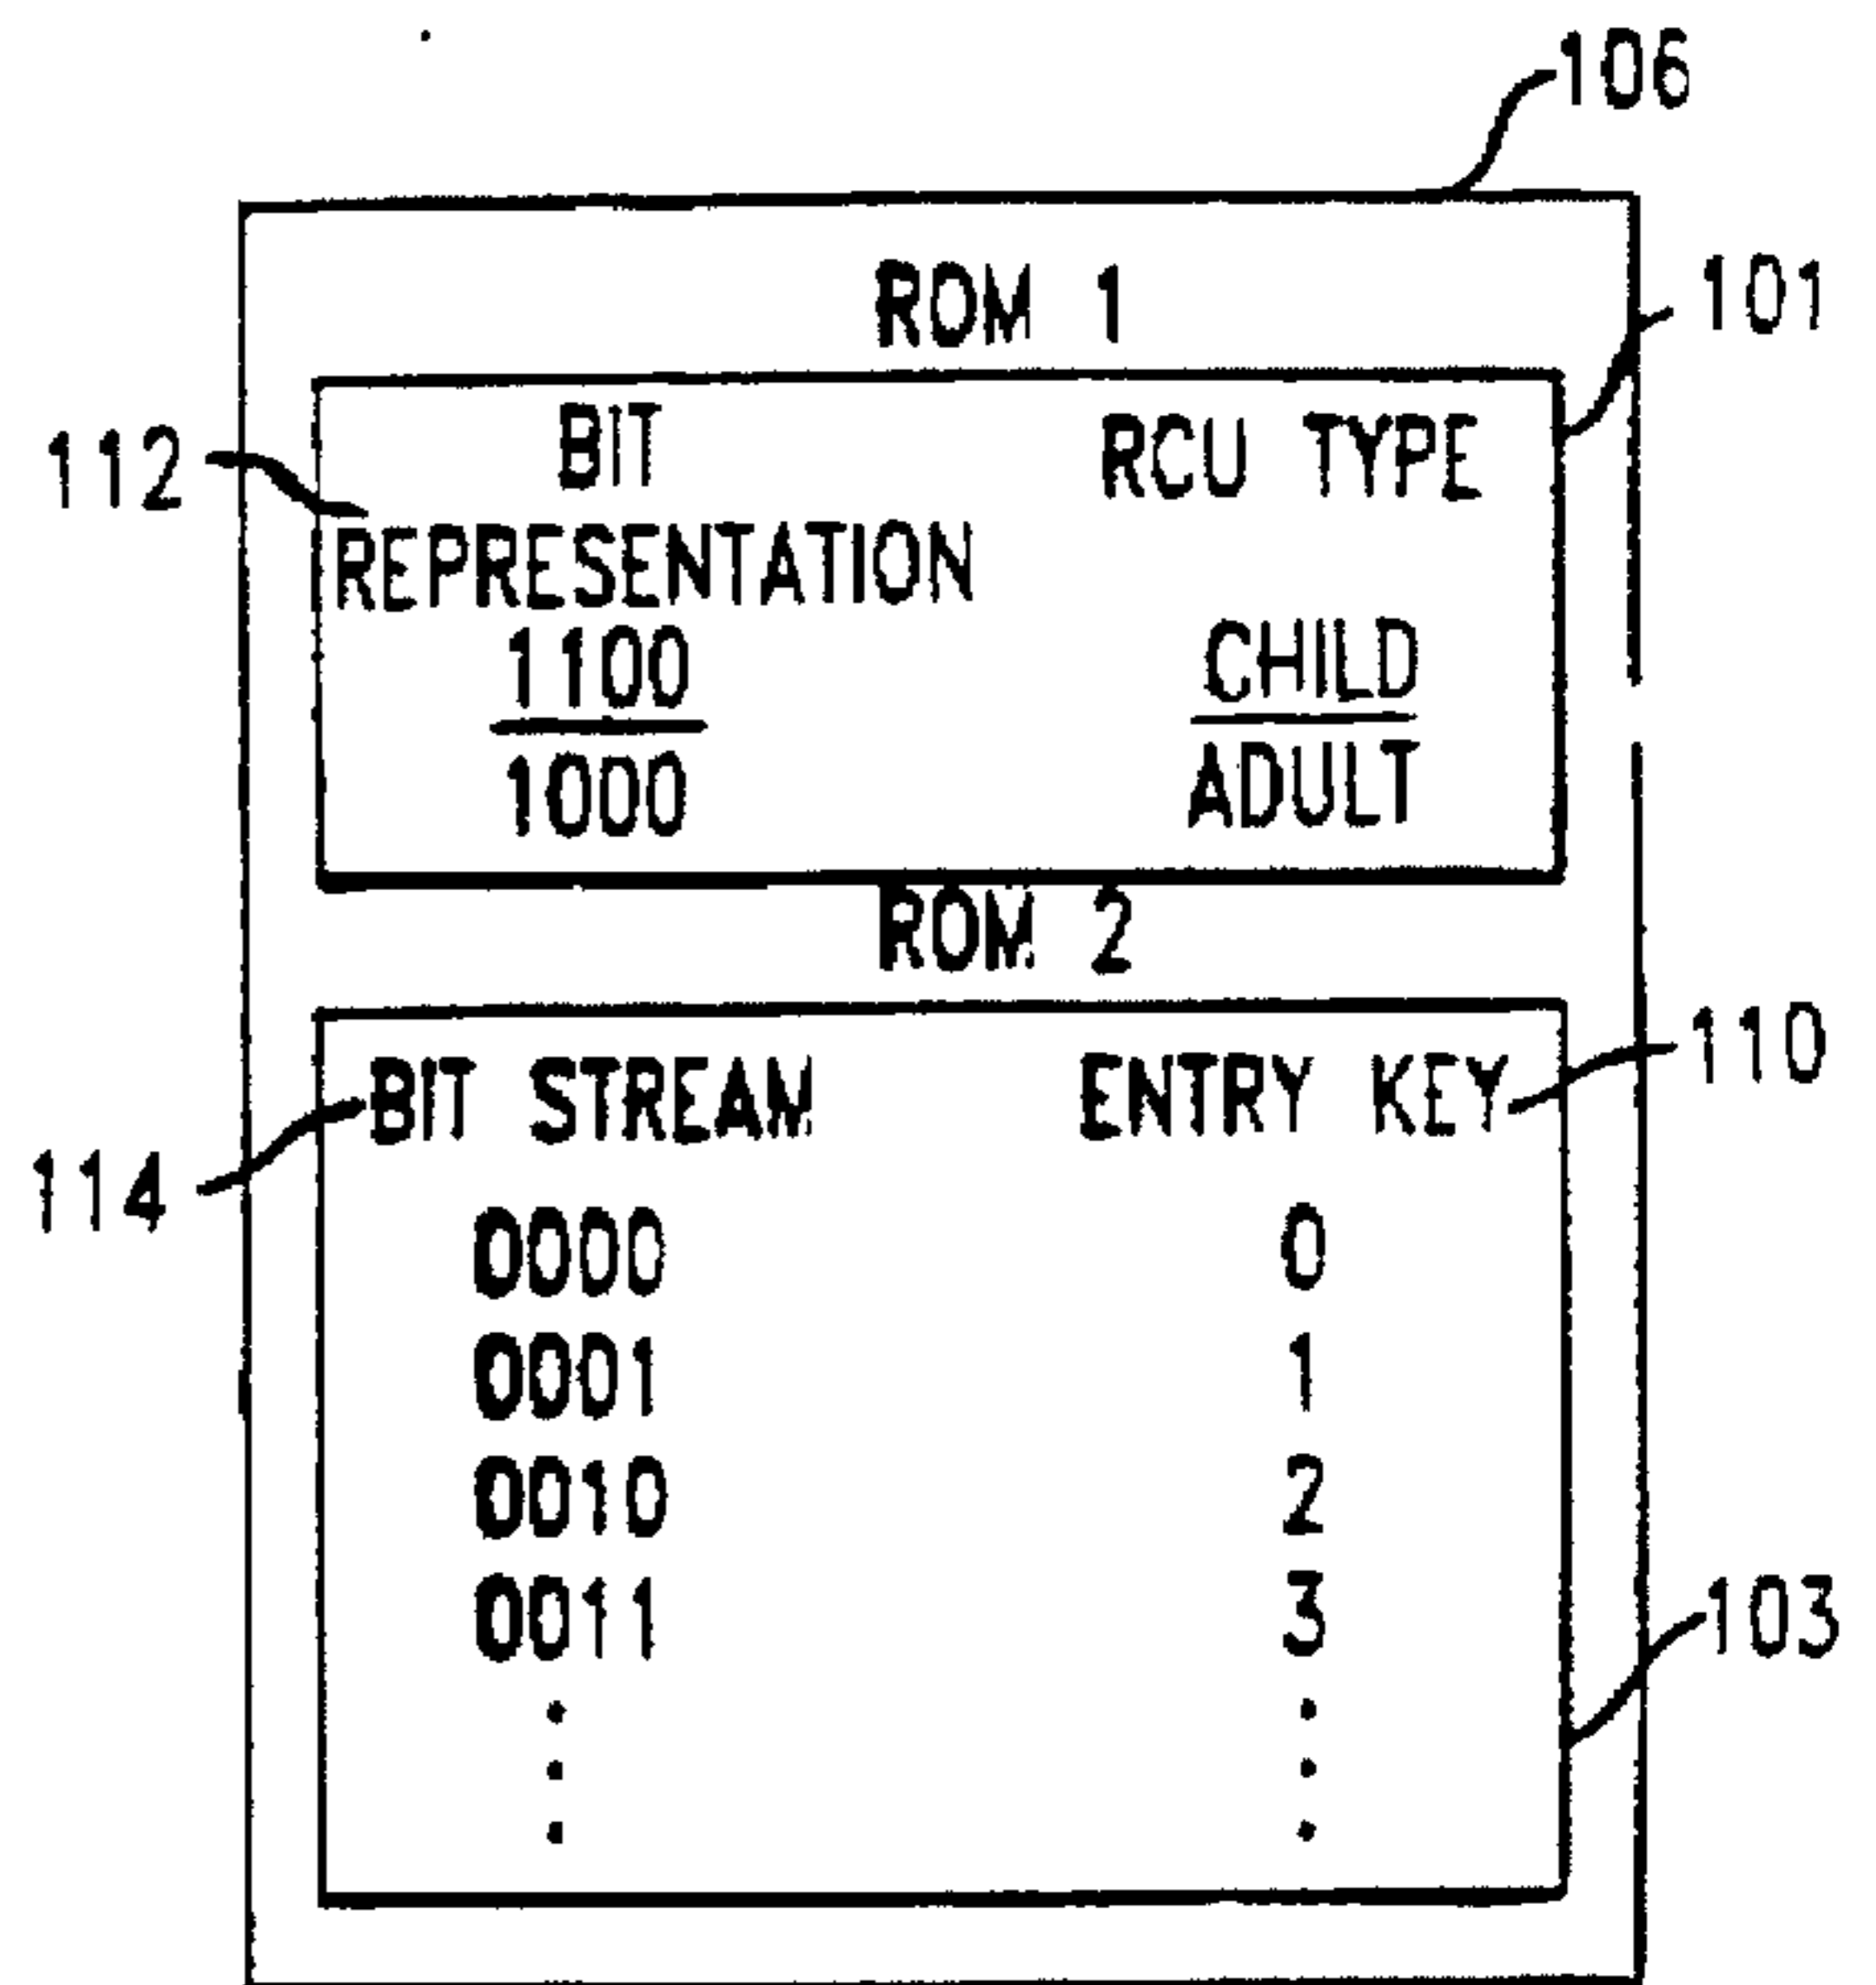 106
ROM 1
101
112
BIT RCU TYPE
REPRESENTATION
1100 CHILD
1000 ADULT
ROM 2
110
BIT STREAM ENTRY KEY
114
0000 0
0001 1
0010 2
0011 3
103